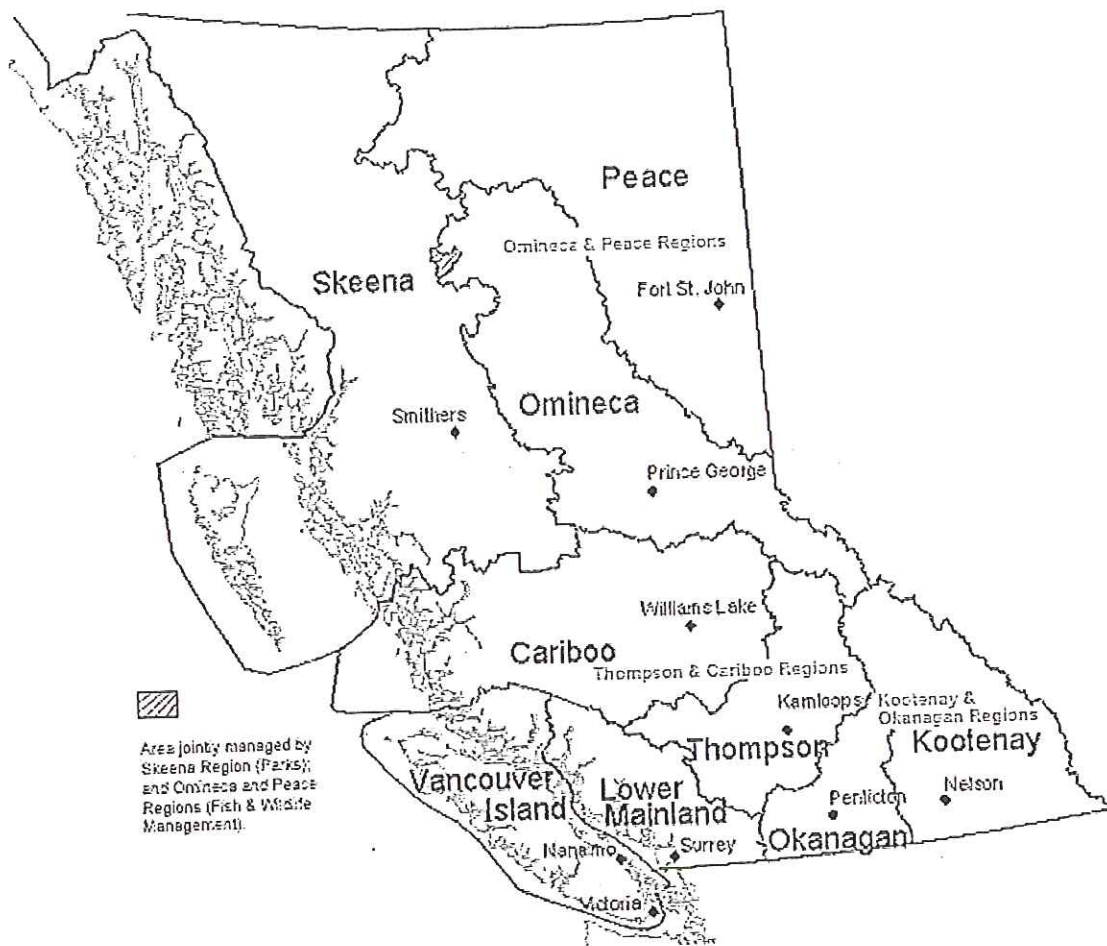 Peace
Omineca & Peace Regions
Skeena
Fort St. John
Omineca
Smithers
Prince George
Williams Lake
Cariboo
Thompson & Cariboo Regions
Kamloops
Kootenay &
Okanagan Regions
Kootenay
Thompson
Area jointly managed by
Skeena Region (Parks);
and Omineca and Peace
Regions (Fish & Wildlife
Management).
Vancouver
Island
Lower
Mainland
Penticton
Nelson
Okanagan
Nanaimo
Surrey
Victoria